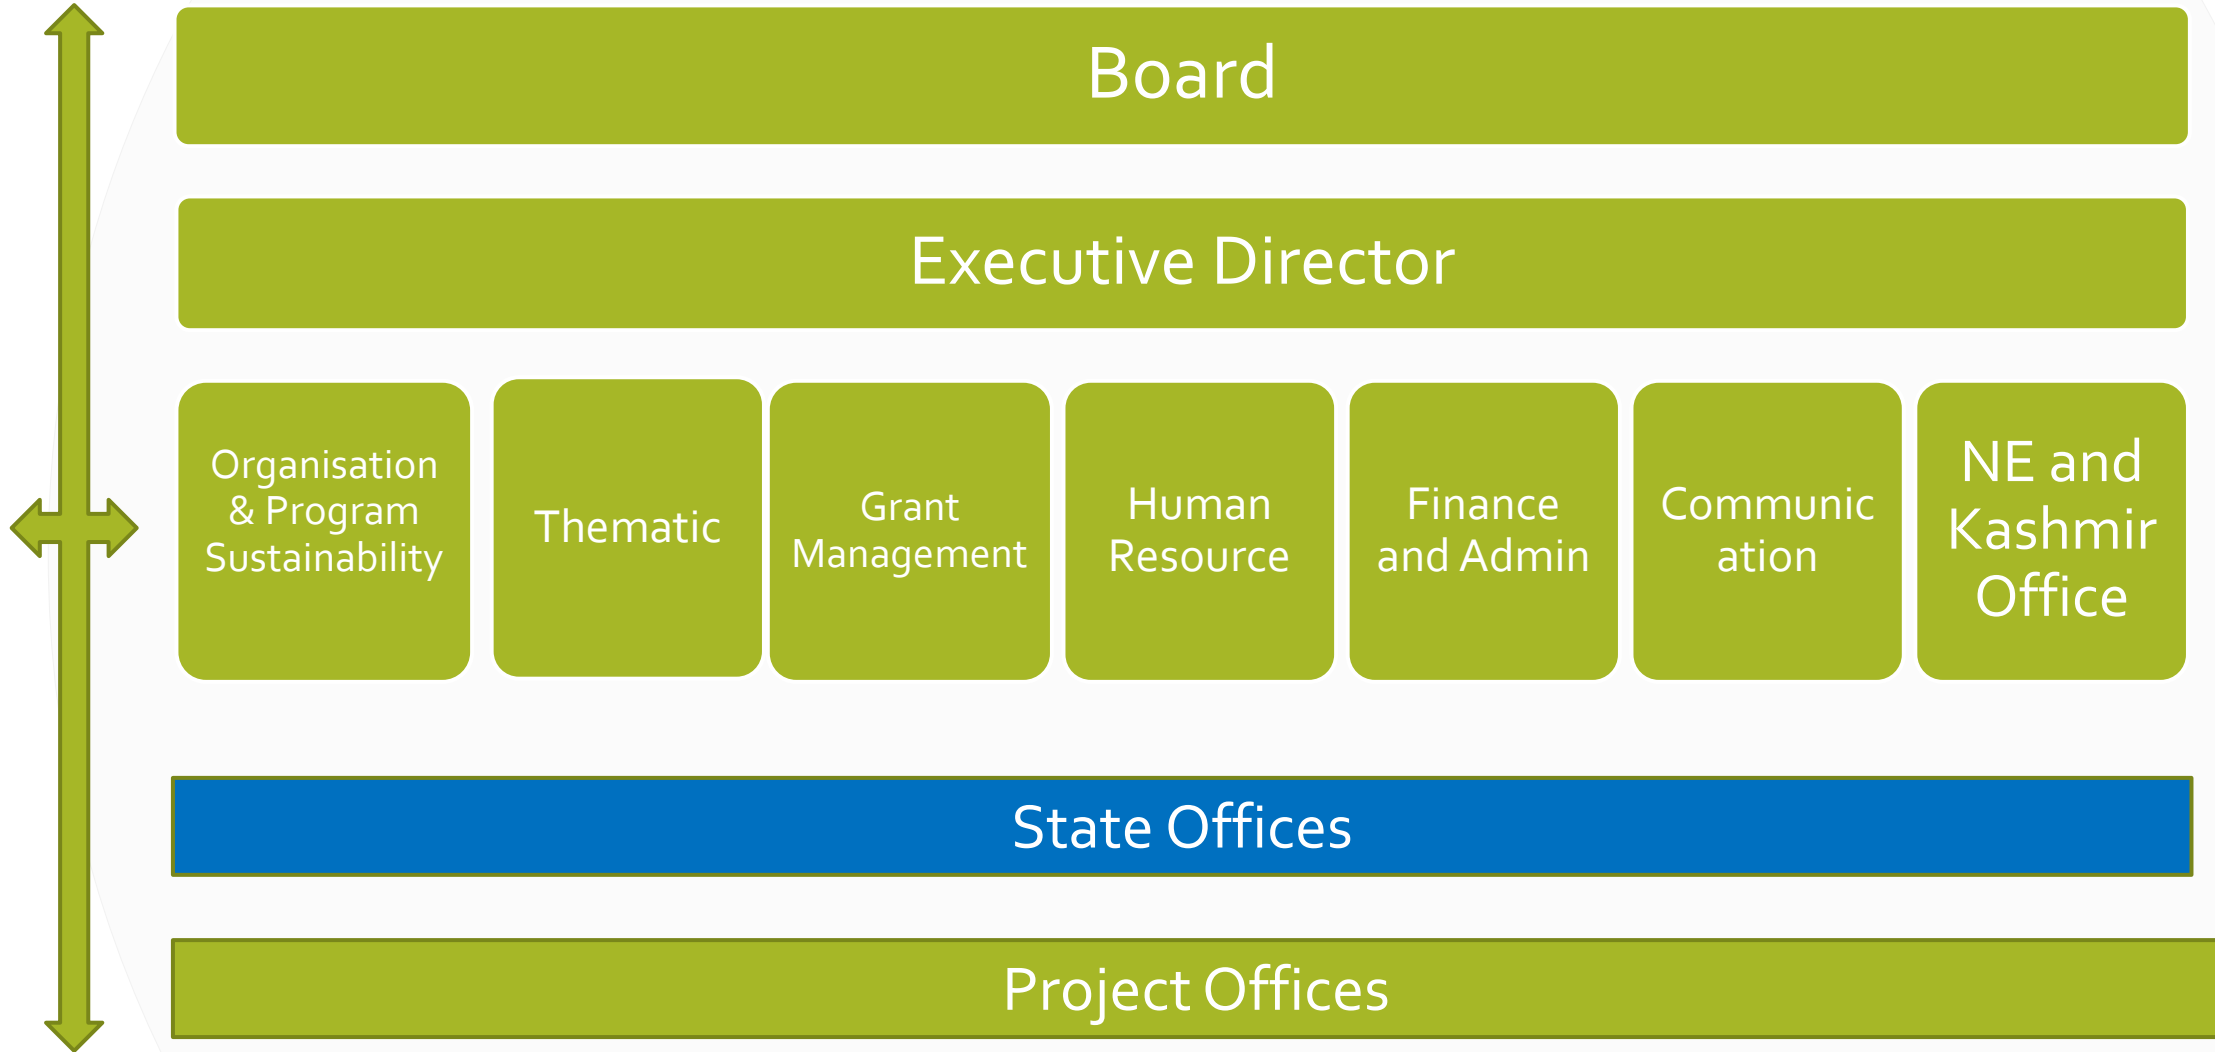 Board
Executive Director
Organisation
& Program
Sustainability
Thematic
Grant
Management
Human
Resource
Finance
and Admin
Communic
ation
NE and
Kashmir
Office
State Offices
Project Offices